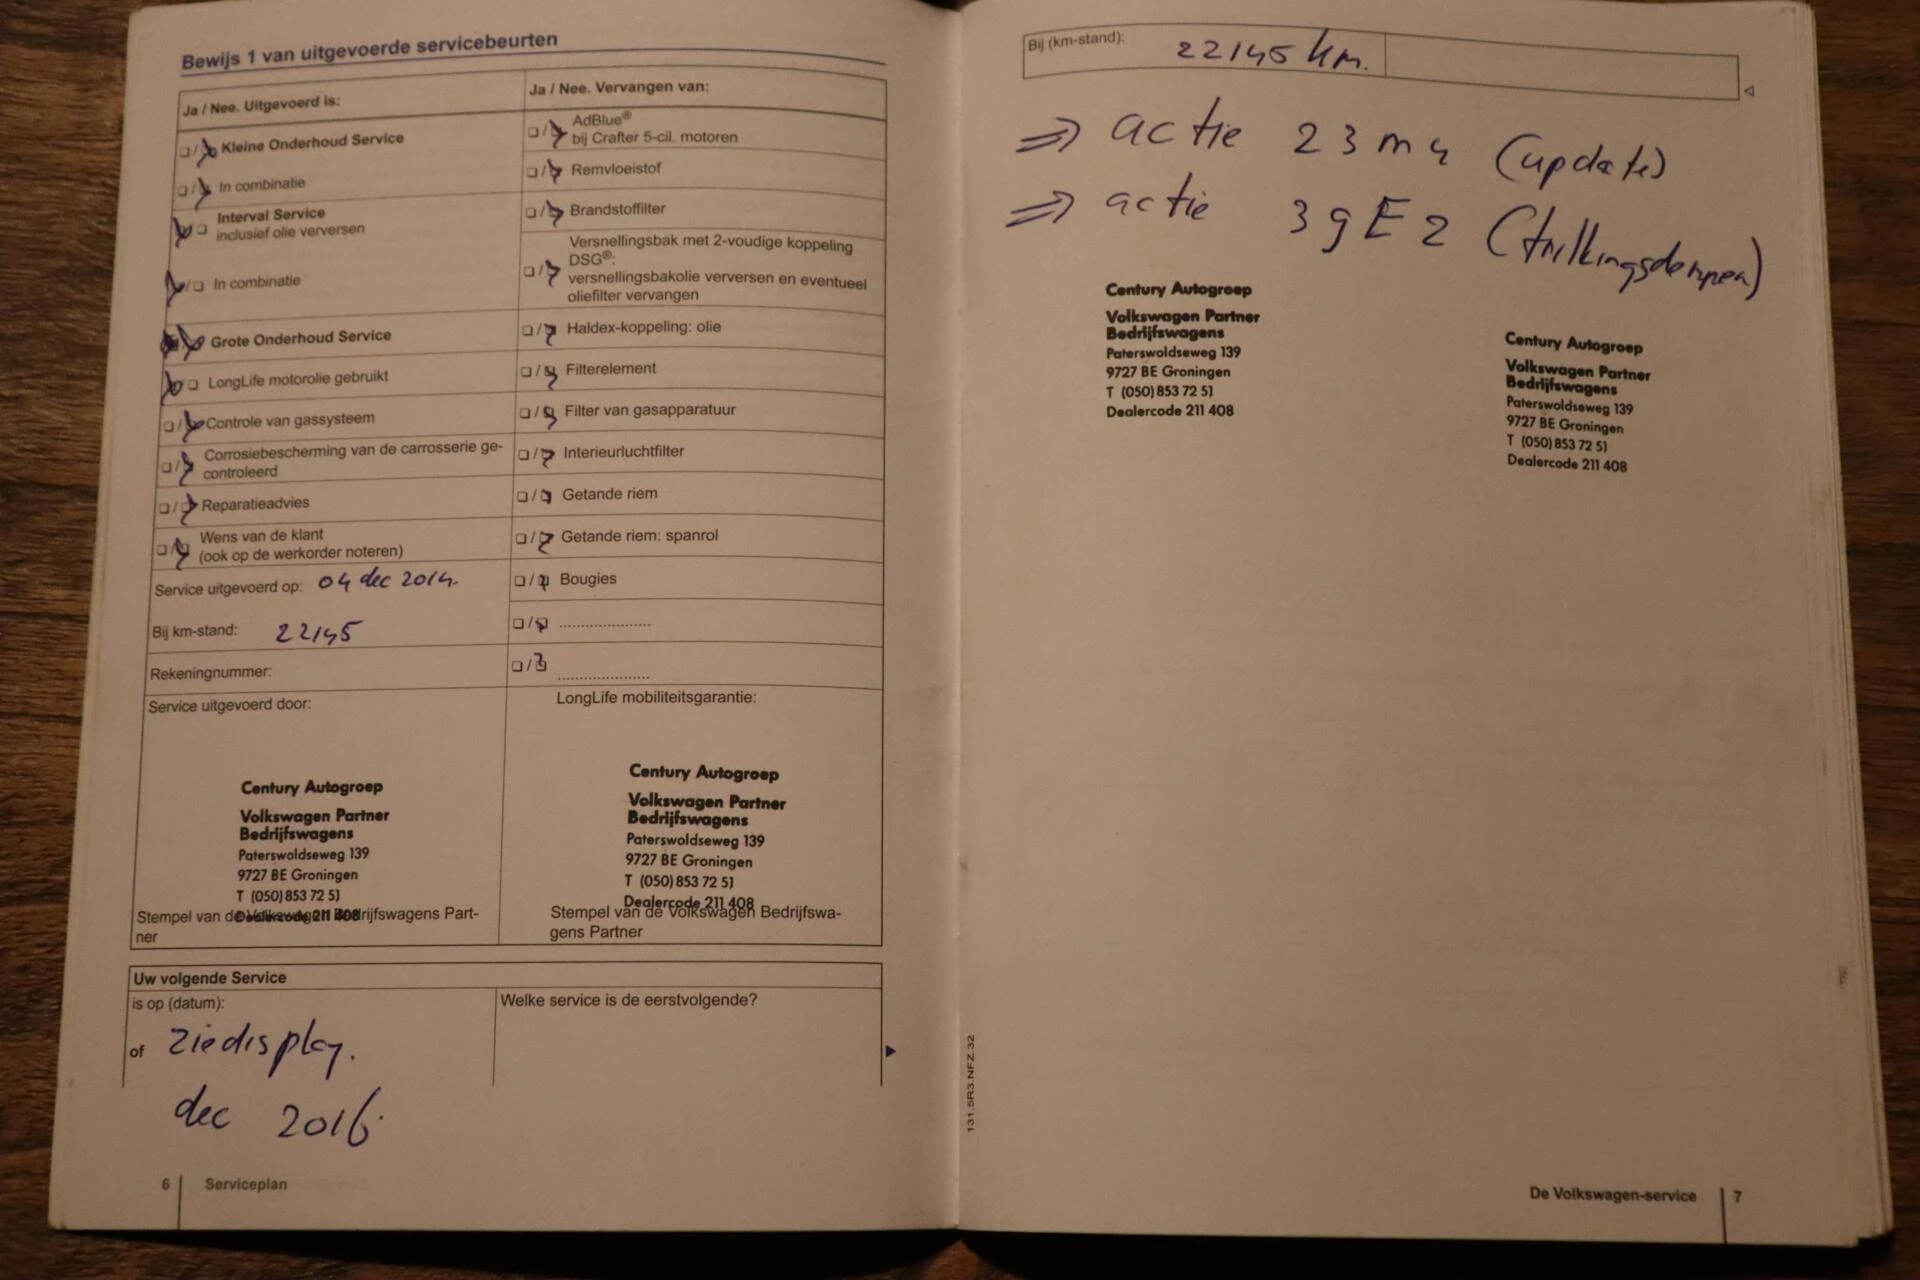 Bewijs 1 van uitgevoerde servicebeurten
Ja / Nee. Uitgevoerd is:
Kleine Onderhoud Service
In combinatie
Interval Service
inclusief olie verversen
In combinatie
Grote Onderhoud Service
LongLife motorolie gebruikt
Controle van gassysteem
Corrosiebescherming van de carrosserie ge-
controleerd
Reparatieadvies
Wens van de klant
(ook op de werkorder noteren)
Service uitgevoerd op: 04 dec 2014.
Bij km-stand: 22145
Rekeningnummer:
Service uitgevoerd door:
Century Autogroep
Volkswagen Partner
Bedrijfswagens
Paterswoldseweg 139
9727 BE Groningen
T (050) 853 72 51
Dealercode 211 408
Stempel van de Volkswagen Bedrijfswagens Part-
ner
Ja / Nee. Vervangen van:
AdBlue®
bij Crafter 5-cil. motoren
Remvloeistof
Brandstoffilter
Versnellingsbak met 2-voudige koppeling
DSG®:
versnellingsbakolie verversen en eventueel
oliefilter vervangen
Haldex-koppeling: olie
Filterelement
Filter van gasapparatuur
Interieurluchtfilter
Getande riem
Getande riem: spanrol
Bougies
.....................
.....................
LongLife mobiliteitsgarantie:
Century Autogroep
Volkswagen Partner
Bedrijfswagens
Paterswoldseweg 139
9727 BE Groningen
T (050) 853 72 51
Dealercode 211 408
Stempel van de Volkswagen Bedrijfswa-
gens Partner
Uw volgende Service
is op (datum):
of ziedisplay.
dec 2016.
Welke service is de eerstvolgende?
6 Serviceplan
Bij (km-stand): 22145 km.
⇒ actie 23m4 (update)
⇒ actie 39E2 (trillingsdempen)
Century Autogroep
Volkswagen Partner
Bedrijfswagens
Paterswoldseweg 139
9727 BE Groningen
T (050) 853 72 51
Dealercode 211 408
Century Autogroep
Volkswagen Partner
Bedrijfswagens
Paterswoldseweg 139
9727 BE Groningen
T (050) 853 72 51
Dealercode 211 408
131.5R3.NFZ.32
De Volkswagen-service 7